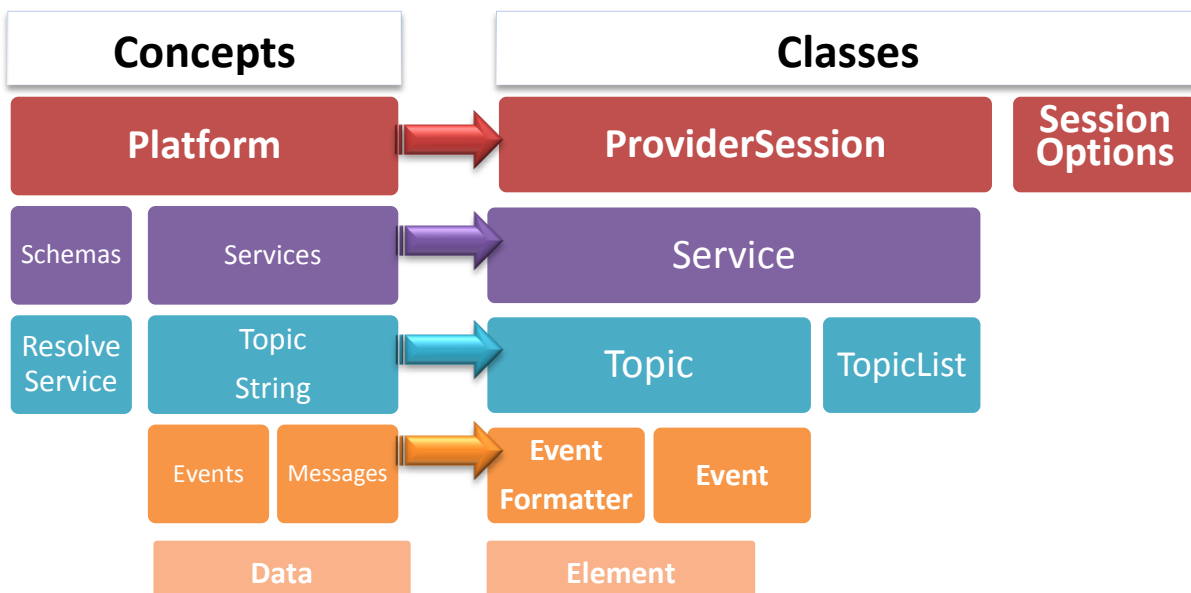 Concepts
Classes
Platform
ProviderSession
Session
Options
Schemas
Services
Service
Resolve
Service
Topic
String
Topic
TopicList
Events
Messages
Event
Formatter
Event
Data
Element